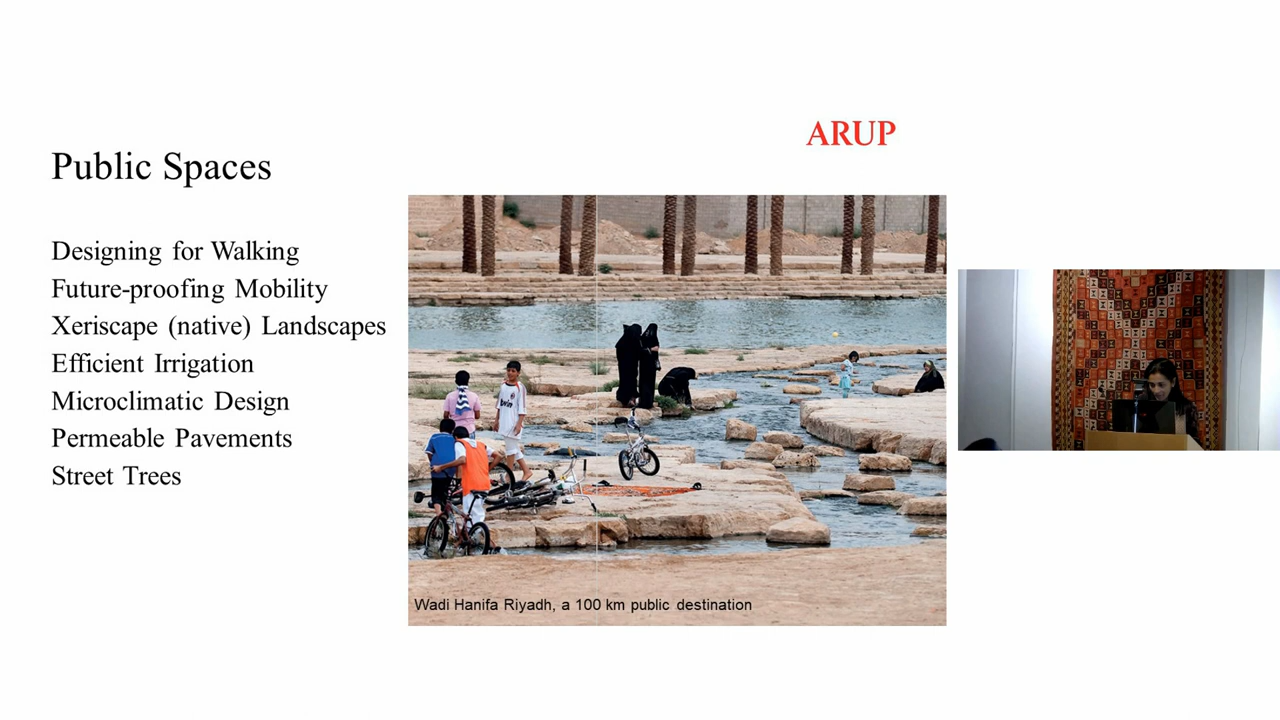 ARUP
Public Spaces
Designing for Walking
Future-proofing Mobility
Xeriscape (native) Landscapes
Efficient Irrigation
Microclimatic Design
Permeable Pavements
Street Trees
bwin
Wadi Hanifa Riyadh, a 100 km public destination